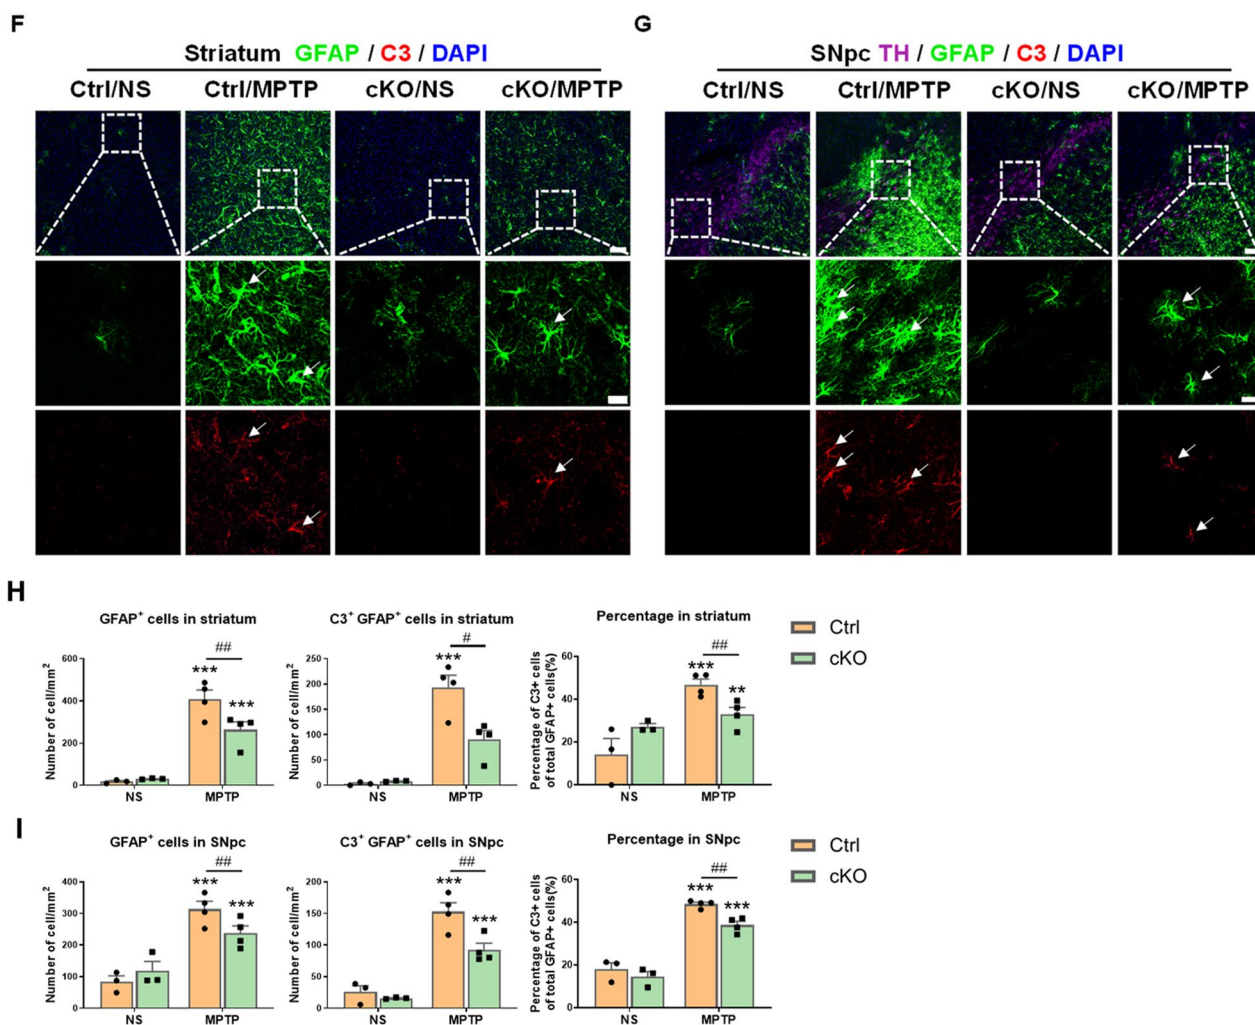 F
Striatum GFAP / C3 / DAPI
Ctrl/NS Ctrl/MPTP cKO/NS cKO/MPTP
G
SNpc TH / GFAP / C3 / DAPI
Ctrl/NS Ctrl/MPTP cKO/NS cKO/MPTP
H
GFAP⁺ cells in striatum
Number of cell/mm²
600
400
200
0
***
##
***
NS MPTP
C3⁺ GFAP⁺ cells in striatum
Number of cell/mm²
250
200
150
100
50
0
***
#
NS MPTP
Percentage in striatum
Percentage of C3+ cells
of total GFAP+ cells(%)
60
40
20
0
***
##
**
NS MPTP
Ctrl
cKO
I
GFAP⁺ cells in SNpc
Number of cell/mm²
400
300
200
100
0
***
##
***
NS MPTP
C3⁺ GFAP⁺ cells in SNpc
Number of cell/mm²
200
150
100
50
0
***
##
***
NS MPTP
Percentage in SNpc
Percentage of C3+ cells
of total GFAP+ cells(%)
60
40
20
0
***
##
***
NS MPTP
Ctrl
cKO